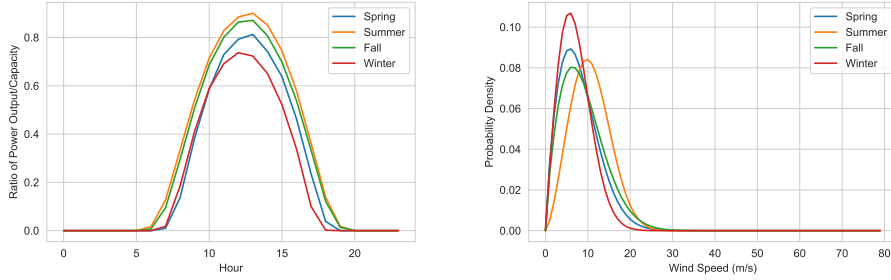 Ratio of Power Output/Capacity
0.8
0.6
0.4
0.2
0.0
0 5 10 15 20
Hour
Spring
Summer
Fall
Winter
Probability Density
0.10
0.08
0.06
0.04
0.02
0.00
0 10 20 30 40 50 60 70 80
Wind Speed (m/s)
Spring
Summer
Fall
Winter